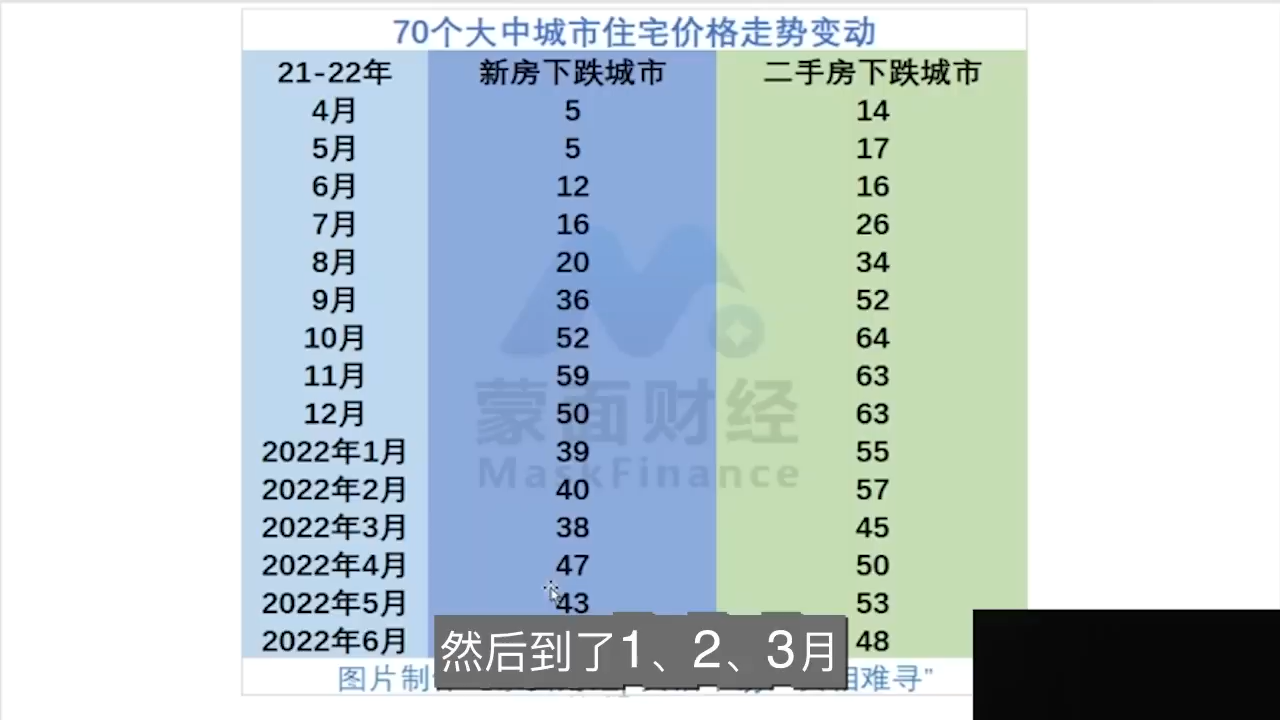 70个大中城市住宅价格走势变动
21-22年 新房下跌城市 二手房下跌城市
4月 5 14
5月 5 17
6月 12 16
7月 16 26
8月 20 34
9月 36 52
10月 52 64
11月 59 63
12月 50 63
2022年1月 39 55
2022年2月 40 57
2022年3月 38 45
2022年4月 47 50
2022年5月 43 53
2022年6月 48
蒙面财经
MaskFinance
然后到了1、2、3月
图片制 相难寻”